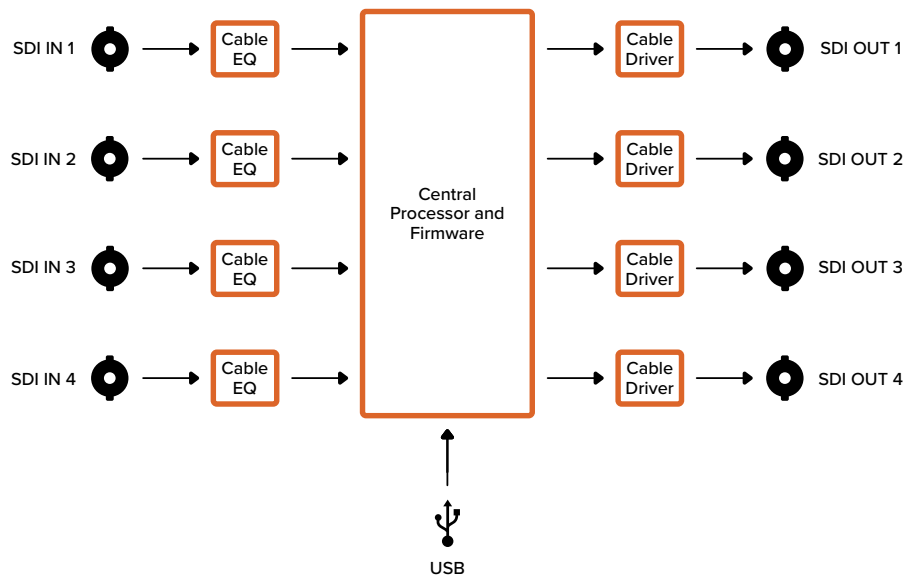 SDI IN 1
Cable
EQ
Cable
Driver
SDI OUT 1
SDI IN 2
Cable
EQ
Cable
Driver
SDI OUT 2
Central
Processor and
Firmware
SDI IN 3
Cable
EQ
Cable
Driver
SDI OUT 3
SDI IN 4
Cable
EQ
Cable
Driver
SDI OUT 4
USB